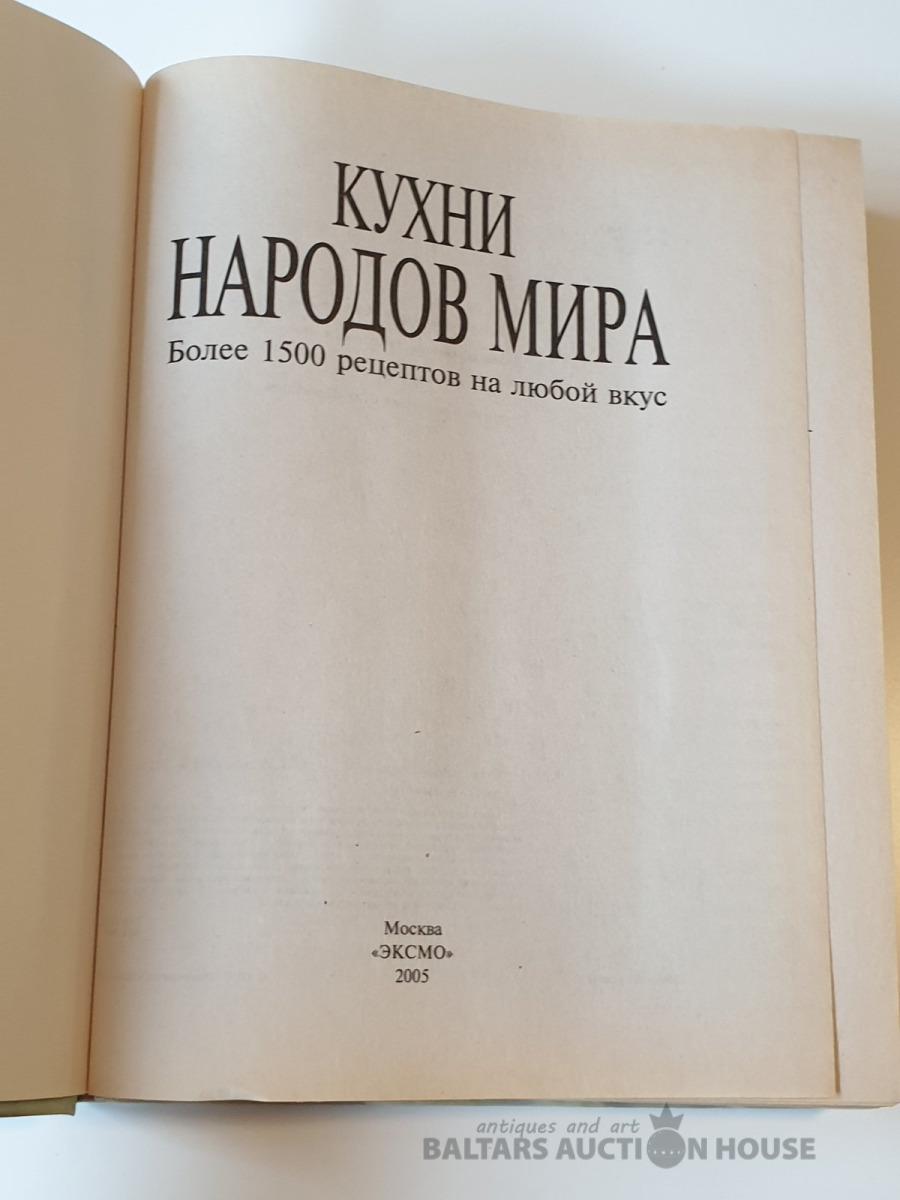 КУХНИ
НАРОДОВ МИРА
Более 1500 рецептов на любой вкус
Москва
«ЭКСМО»
2005
antiques and art
BALTARS AUCTION HOUSE